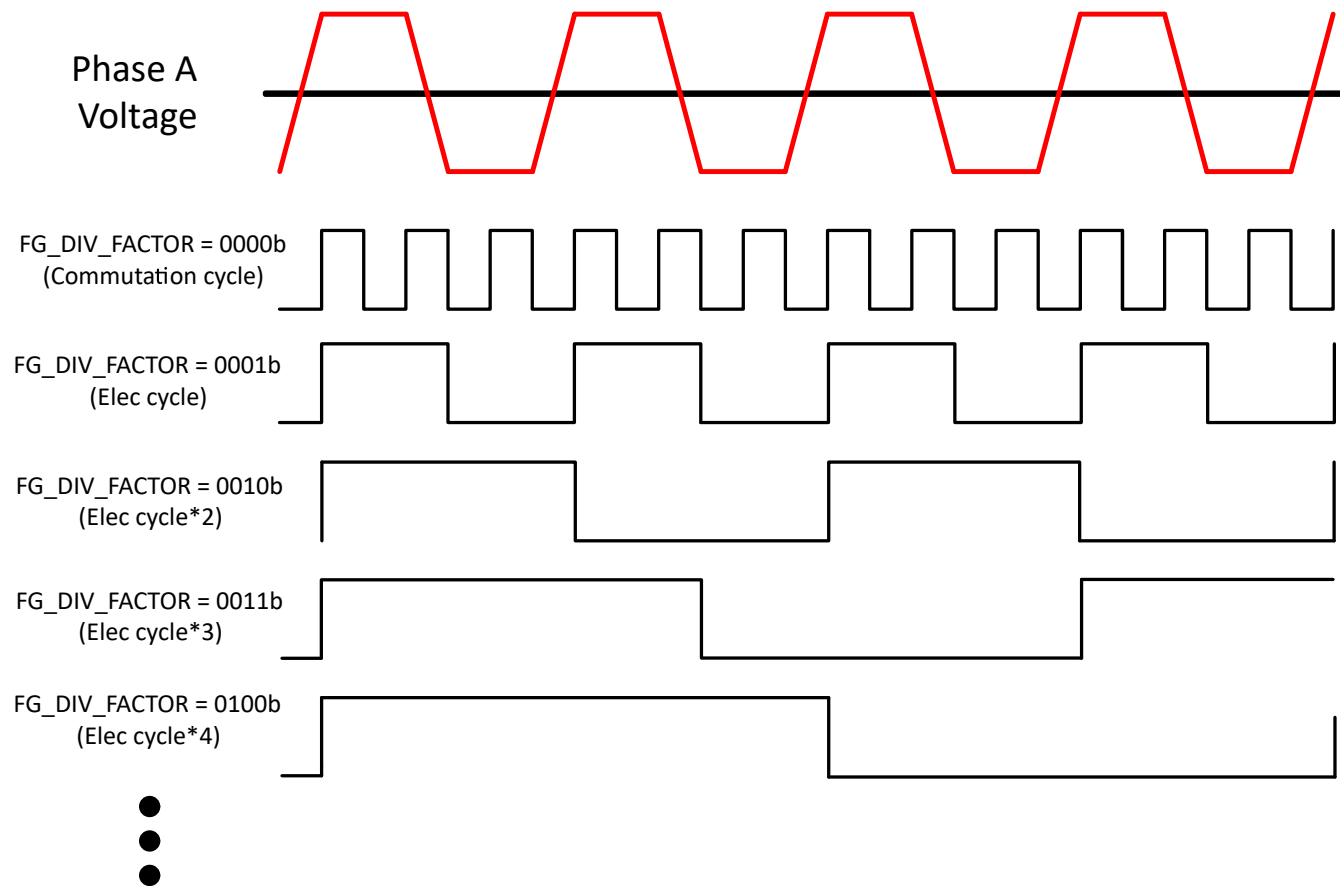 Phase A
Voltage
FG_DIV_FACTOR = 0000b
(Commutation cycle)
FG_DIV_FACTOR = 0001b
(Elec cycle)
FG_DIV_FACTOR = 0010b
(Elec cycle*2)
FG_DIV_FACTOR = 0011b
(Elec cycle*3)
FG_DIV_FACTOR = 0100b
(Elec cycle*4)